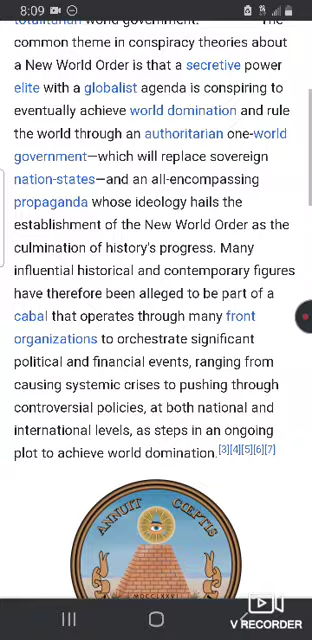 8:09
totalitarian world government. The
common theme in conspiracy theories about
a New World Order is that a secretive power
elite with a globalist agenda is conspiring to
eventually achieve world domination and rule
the world through an authoritarian one-world
government—which will replace sovereign
nation-states—and an all-encompassing
propaganda whose ideology hails the
establishment of the New World Order as the
culmination of history's progress. Many
influential historical and contemporary figures
have therefore been alleged to be part of a
cabal that operates through many front
organizations to orchestrate significant
political and financial events, ranging from
causing systemic crises to pushing through
controversial policies, at both national and
international levels, as steps in an ongoing
plot to achieve world domination.[3][4][5][6][7]
ANNUIT CŒPTIS
MDCCLXXVI
V RECORDER